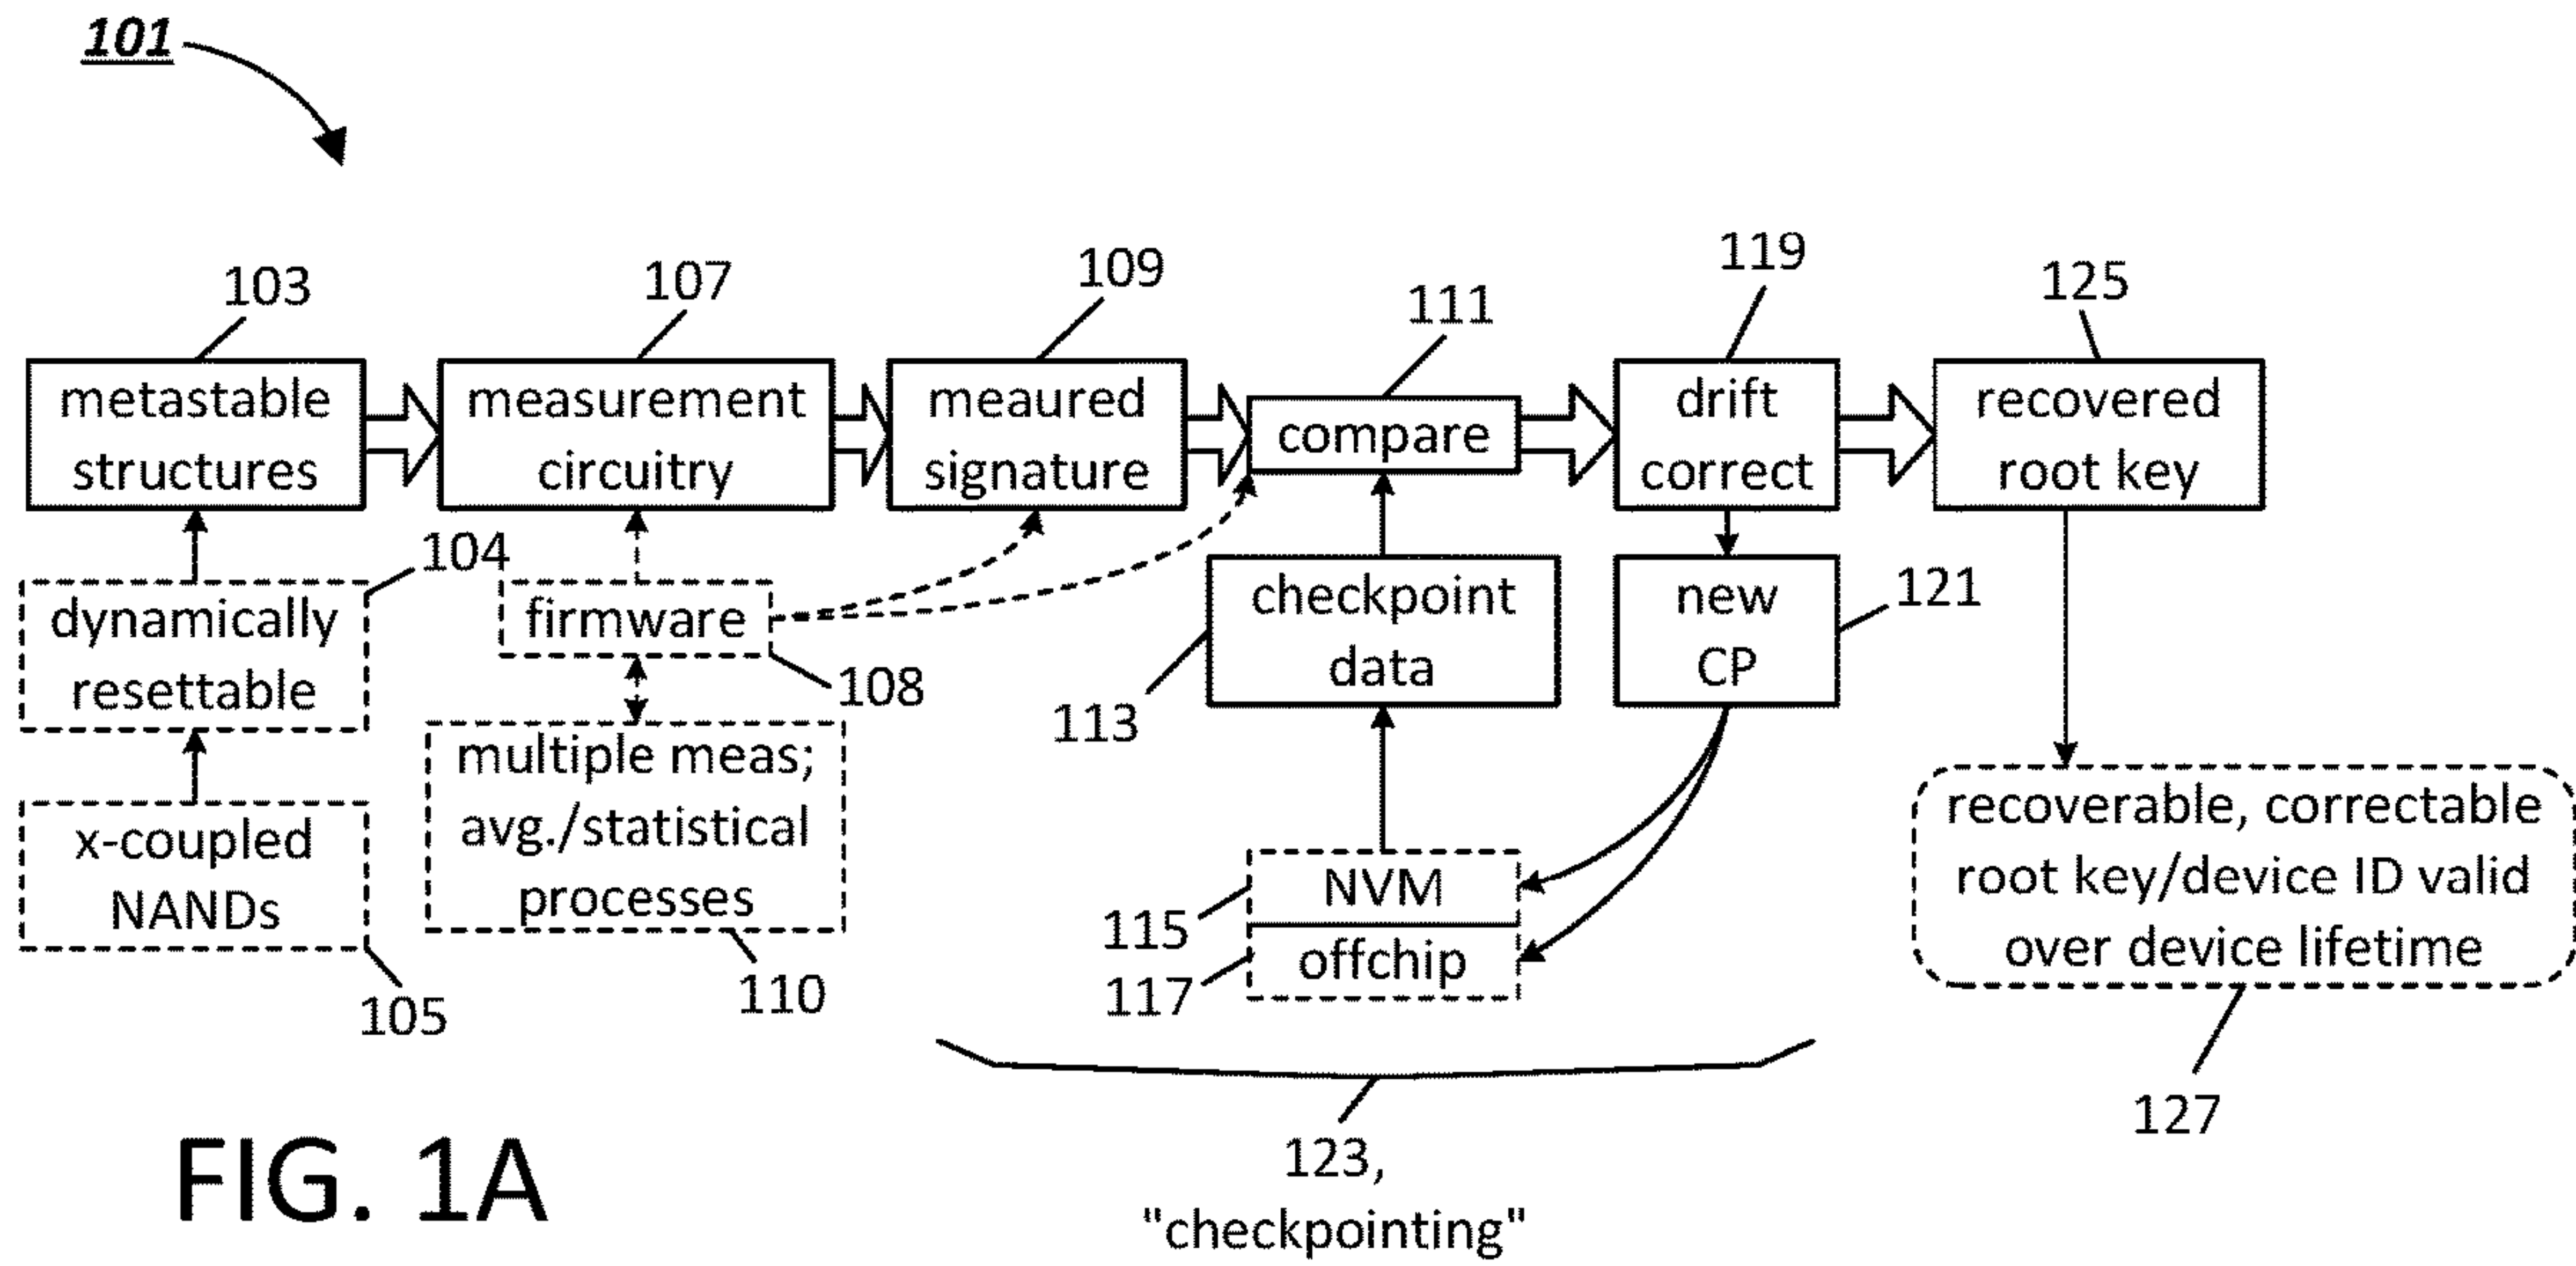 101
103
107
109
111
119
125
metastable
structures
measurement
circuitry
meaured
signature
compare
drift
correct
recovered
root key
104
dynamically
resettable
firmware
108
checkpoint
data
113
new
CP
121
x-coupled
NANDs
105
multiple meas;
avg./statistical
processes
110
NVM
115
offchip
117
recoverable, correctable
root key/device ID valid
over device lifetime
127
123,
"checkpointing"
FIG. 1A